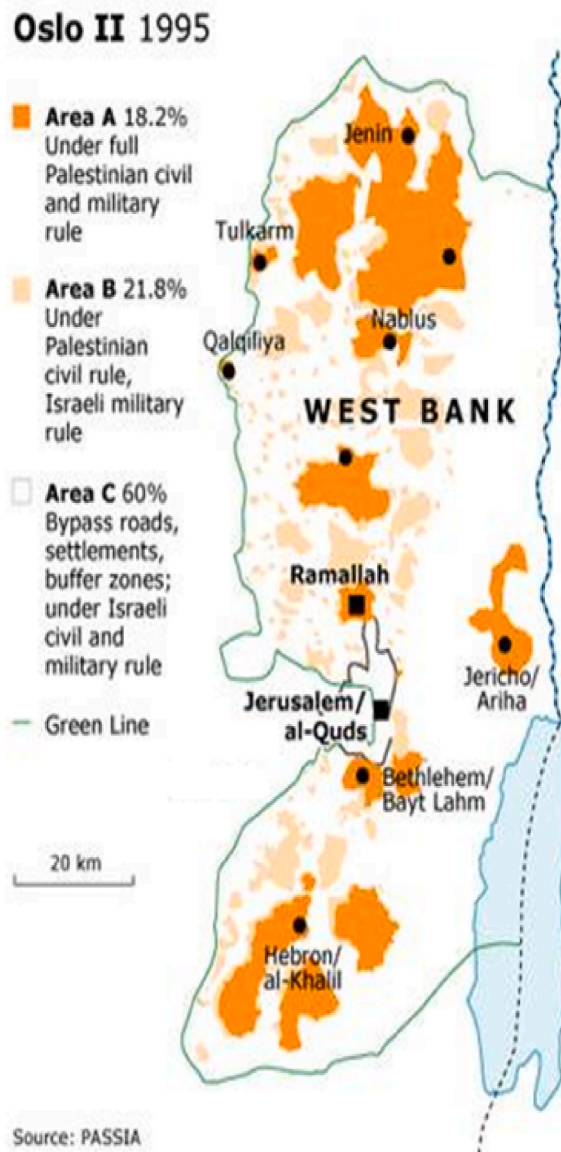 Oslo II 1995
Area A 18.2%
Under full
Palestinian civil
and military
rule
Area B 21.8%
Under
Palestinian
civil rule,
Israeli military
rule
Area C 60%
Bypass roads,
settlements,
buffer zones;
under Israeli
civil and
military rule
Green Line
20 km
Jenin
Tulkarm
Nablus
Qalqiliya
WEST BANK
Ramallah
Jericho/
Ariha
Jerusalem/
al-Quds
Bethlehem/
Bayt Lahm
Hebron/
al-Khalil
Source: PASSIA